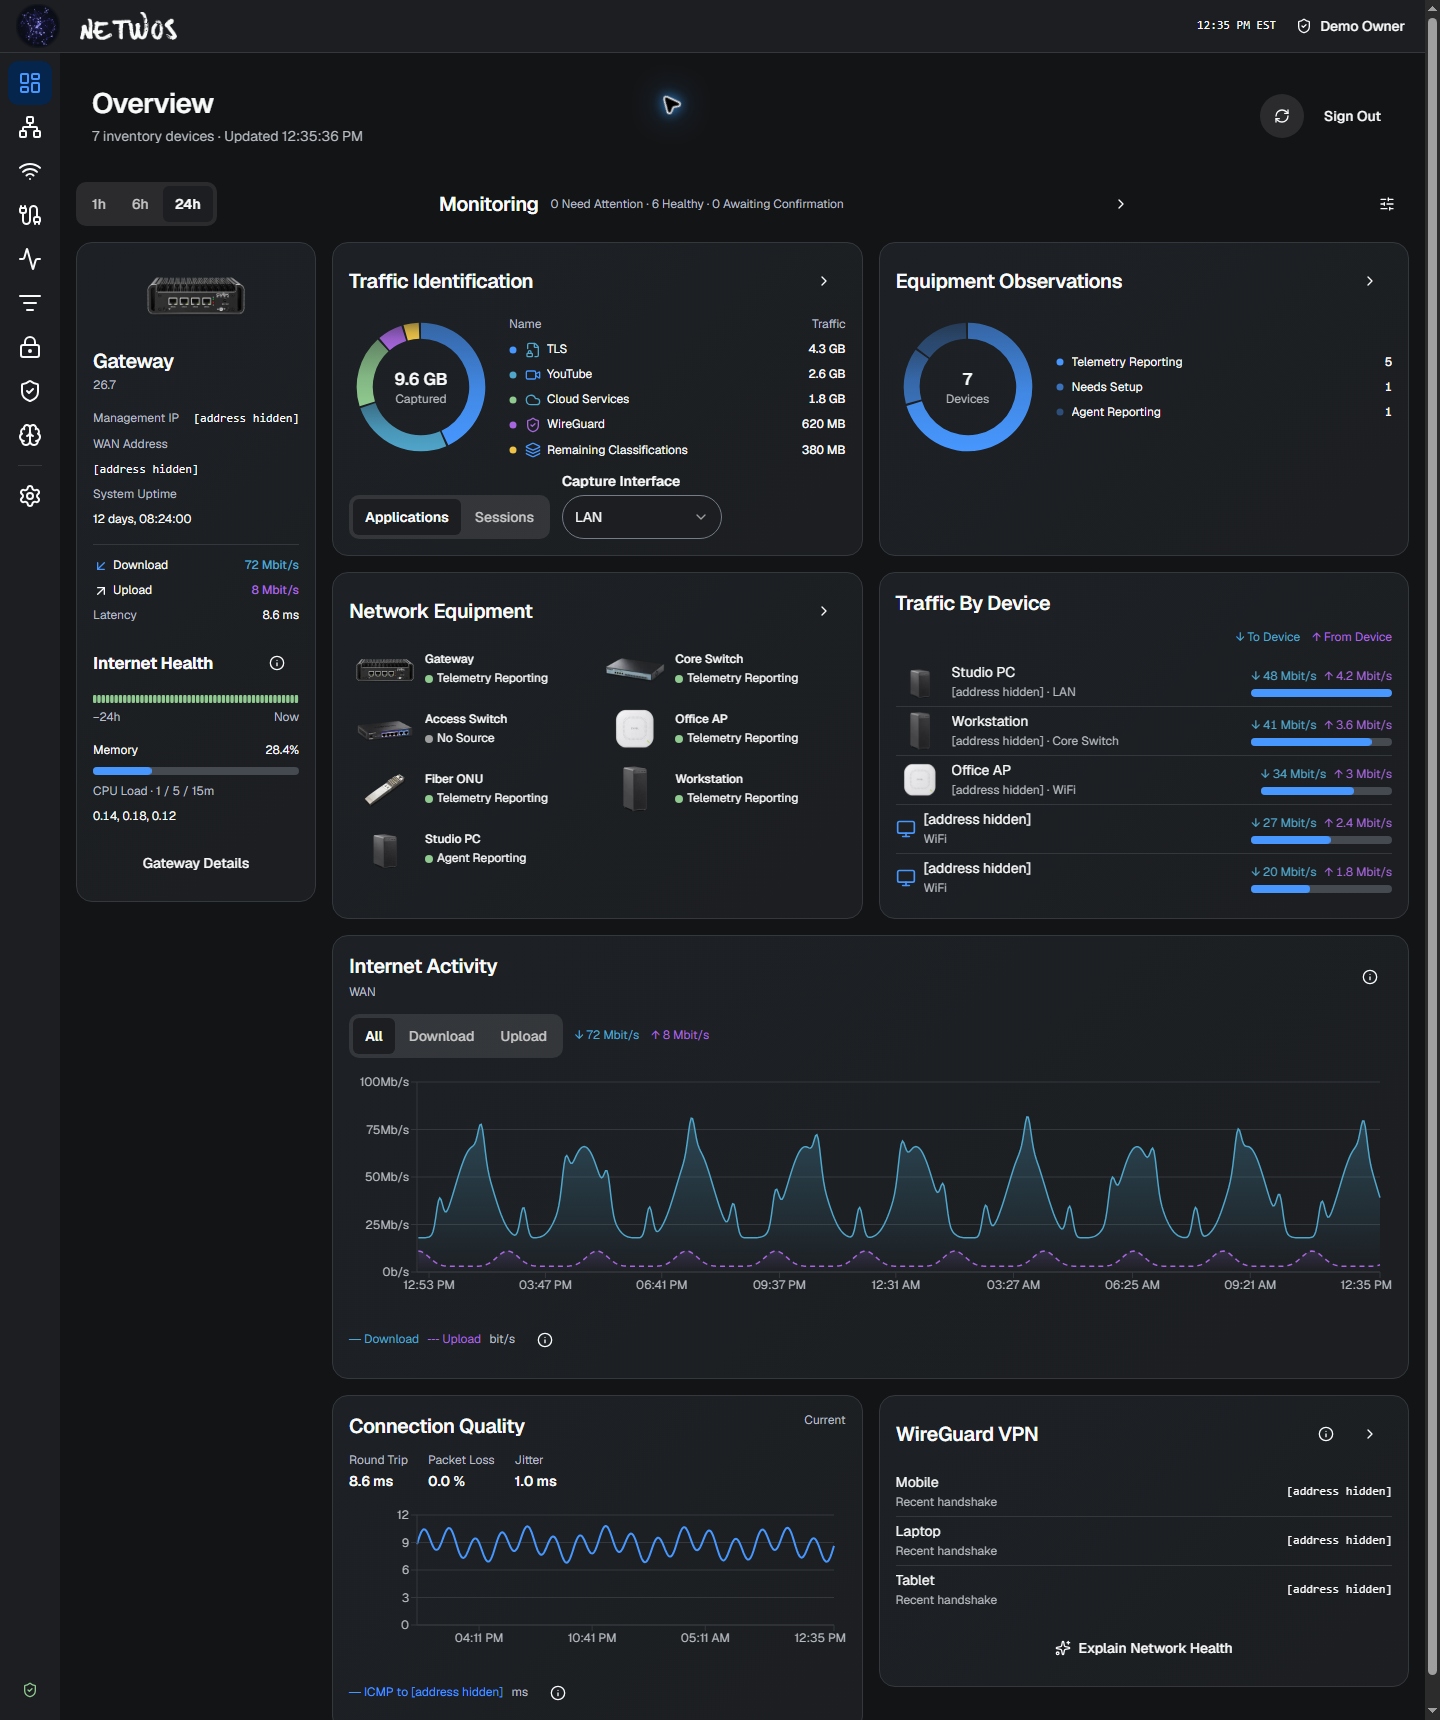 NETWOS
12:35 PM EST
Demo Owner
Overview
7 inventory devices · Updated 12:35:36 PM
Sign Out
1h 6h 24h
Monitoring 0 Need Attention · 6 Healthy · 0 Awaiting Confirmation
Gateway
26.7
Management IP [address hidden]
WAN Address
[address hidden]
System Uptime
12 days, 08:24:00
Download 72 Mbit/s
Upload 8 Mbit/s
Latency 8.6 ms
Internet Health
−24h Now
Memory 28.4%
CPU Load · 1 / 5 / 15m
0.14, 0.18, 0.12
Gateway Details
Traffic Identification
9.6 GB
Captured
Name Traffic
TLS 4.3 GB
YouTube 2.6 GB
Cloud Services 1.8 GB
WireGuard 620 MB
Remaining Classifications 380 MB
Capture Interface
Applications Sessions LAN
Equipment Observations
7
Devices
Telemetry Reporting 5
Needs Setup 1
Agent Reporting 1
Network Equipment
Gateway
Telemetry Reporting
Core Switch
Telemetry Reporting
Access Switch
No Source
Office AP
Telemetry Reporting
Fiber ONU
Telemetry Reporting
Workstation
Telemetry Reporting
Studio PC
Agent Reporting
Traffic By Device
↓ To Device ↑ From Device
Studio PC
[address hidden] · LAN
↓ 48 Mbit/s ↑ 4.2 Mbit/s
Workstation
[address hidden] · Core Switch
↓ 41 Mbit/s ↑ 3.6 Mbit/s
Office AP
[address hidden] · WiFi
↓ 34 Mbit/s ↑ 3 Mbit/s
[address hidden]
WiFi
↓ 27 Mbit/s ↑ 2.4 Mbit/s
[address hidden]
WiFi
↓ 20 Mbit/s ↑ 1.8 Mbit/s
Internet Activity
WAN
All Download Upload ↓ 72 Mbit/s ↑ 8 Mbit/s
100Mb/s
75Mb/s
50Mb/s
25Mb/s
0b/s
12:53 PM 03:47 PM 06:41 PM 09:37 PM 12:31 AM 03:27 AM 06:25 AM 09:21 AM 12:35 PM
— Download --- Upload bit/s
Connection Quality Current
Round Trip Packet Loss Jitter
8.6 ms 0.0 % 1.0 ms
12
9
6
3
0
04:11 PM 10:41 PM 05:11 AM 12:35 PM
— ICMP to [address hidden] ms
WireGuard VPN
Mobile
Recent handshake
[address hidden]
Laptop
Recent handshake
[address hidden]
Tablet
Recent handshake
[address hidden]
Explain Network Health